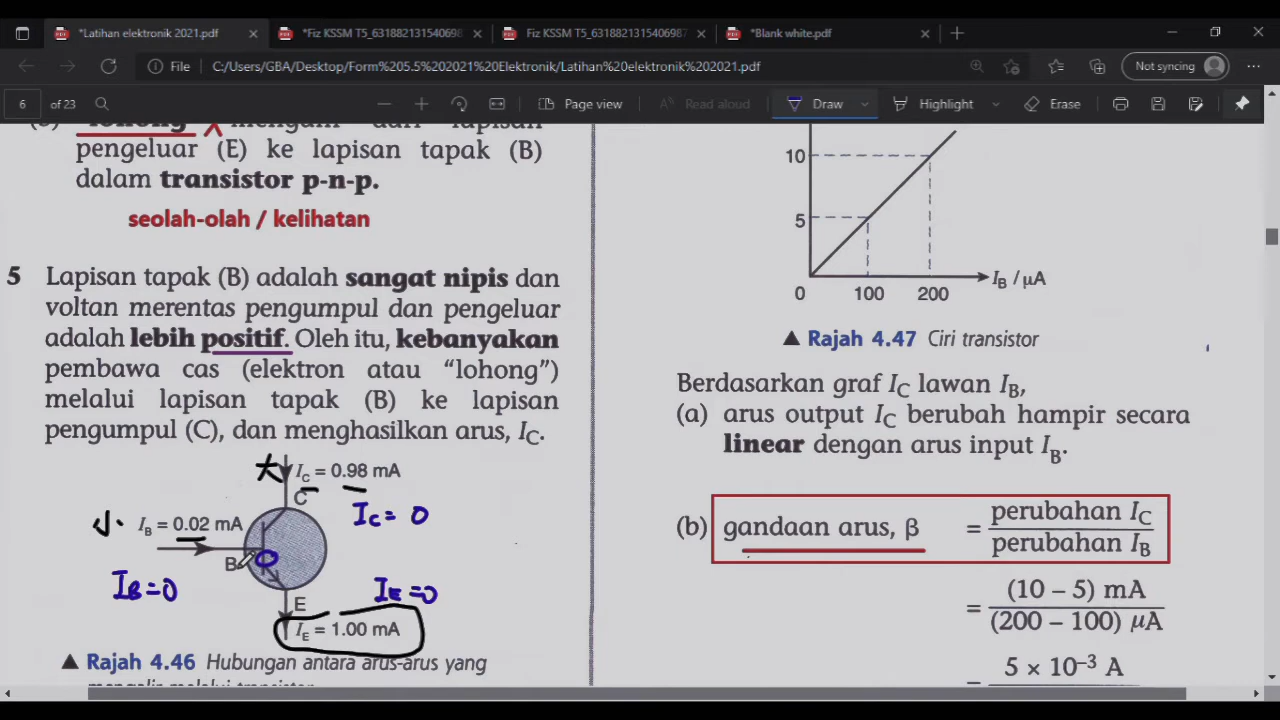 *Latihan elektronik 2021.pdf
*Fiz KSSM T5_6318821315406987
Fiz KSSM T5_6318821315406987
*Blank white.pdf
File
C:/Users/GBA/Desktop/Form%205.5%202021%20Elektronik/Latihan%20elektronik%202021.pdf
Not syncing
6 of 23
Page view
Read aloud
Draw
Highlight
Erase
pengeluar (E) ke lapisan tapak (B)
dalam transistor p-n-p.
seolah-olah / kelihatan
5 Lapisan tapak (B) adalah sangat nipis dan
voltan merentas pengumpul dan pengeluar
adalah lebih positif. Oleh itu, kebanyakan
pembawa cas (elektron atau “lohong”)
melalui lapisan tapak (B) ke lapisan
pengumpul (C), dan menghasilkan arus, IC.
IC = 0.98 mA
C
IC = 0
IB = 0.02 mA
B
IB = 0
IE = 0
E
IE = 1.00 mA
▲ Rajah 4.46 Hubungan antara arus-arus yang
mengalir melalui transistor
10
5
0 100 200
IB / μA
▲ Rajah 4.47 Ciri transistor
Berdasarkan graf IC lawan IB,
(a) arus output IC berubah hampir secara
linear dengan arus input IB.
(b) gandaan arus, β = perubahan IC
perubahan IB
= (10 – 5) mA
(200 – 100) μA
= 5 × 10⁻³ A